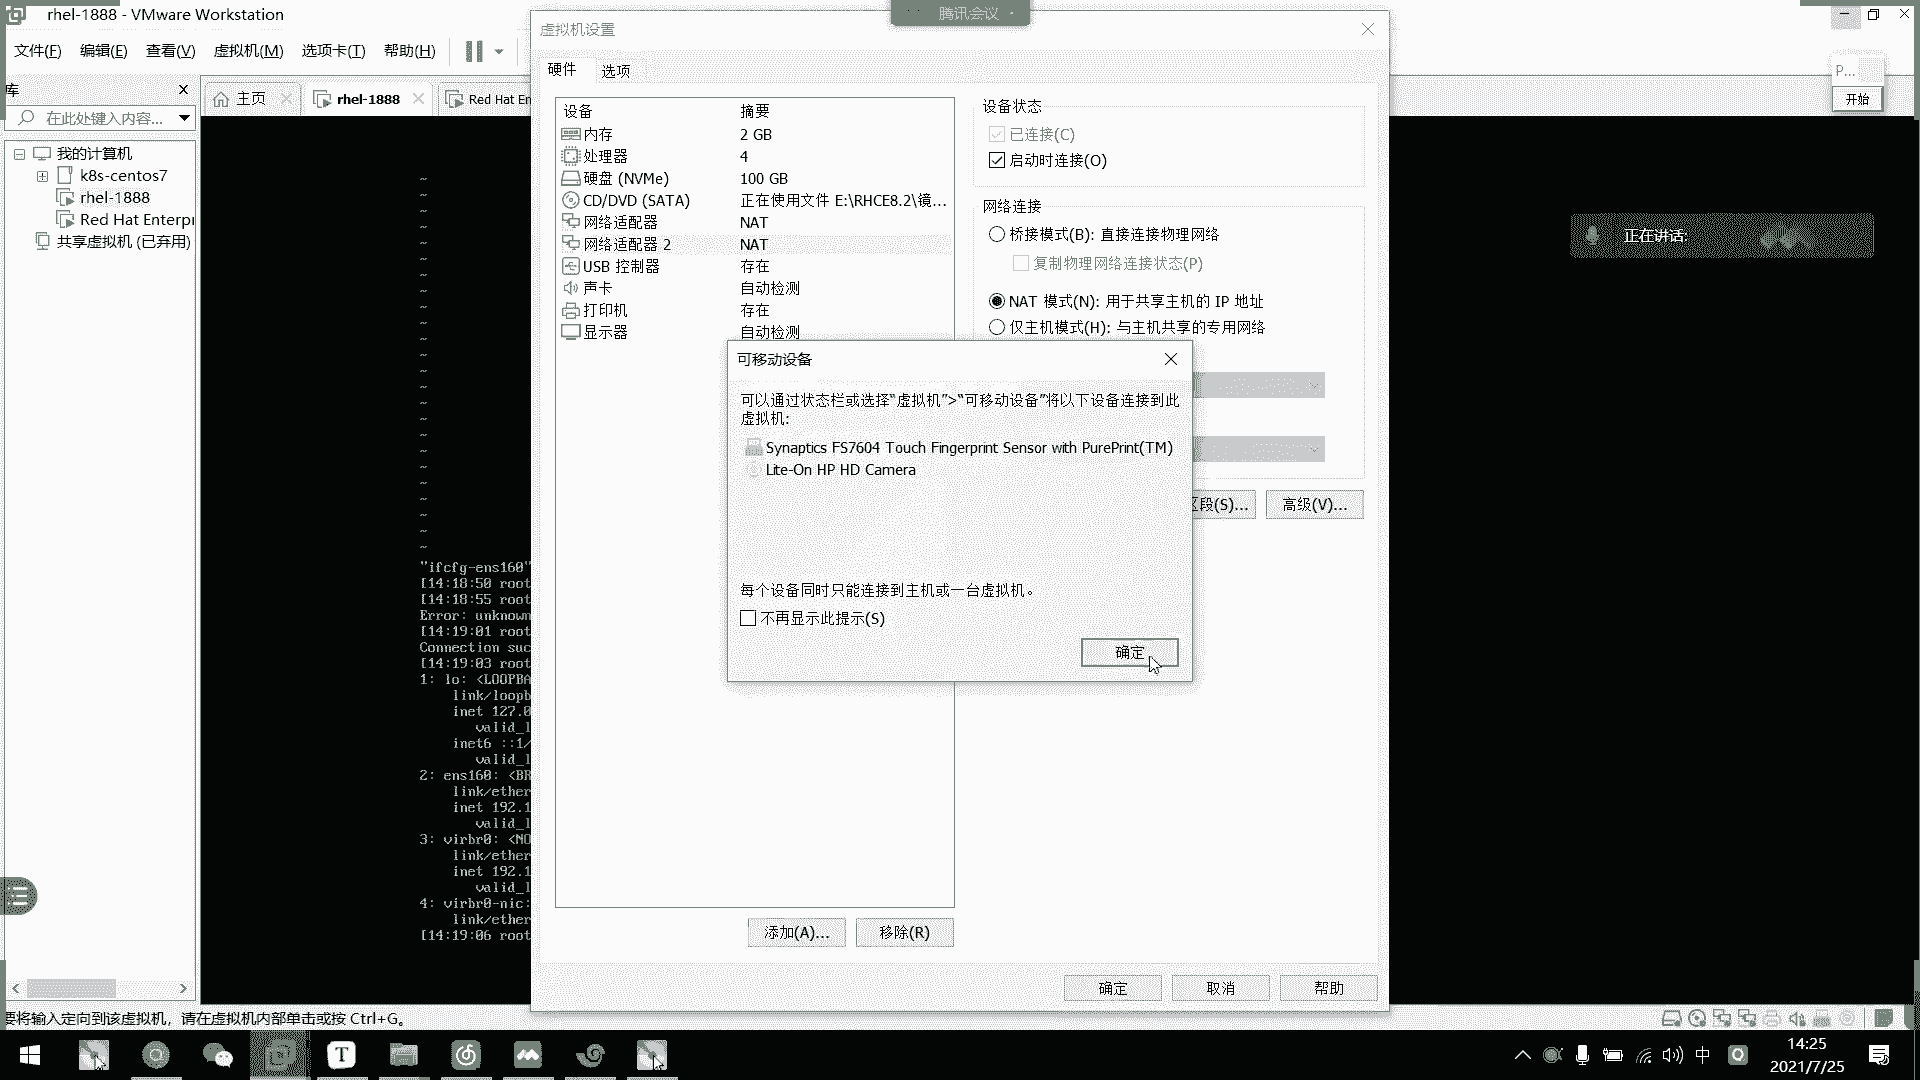 rhel-1888 - VMware Workstation
文件(F) 编辑(E) 查看(V) 虚拟机(M) 选项卡(T) 帮助(H)
腾讯会议
库
在此处键入内容...
我的计算机
k8s-centos7
rhel-1888
Red Hat Enterpr
共享虚拟机 (已弃用)
主页
rhel-1888
Red Hat En
"ifcfg-ens160"
[14:18:50 root
[14:18:55 root
Error: unknown
[14:19:01 root
Connection suc
[14:19:03 root
1: lo: <LOOPBA
link/loopb
inet 127.0
valid_l
inet6 ::1/
valid_l
2: ens160: <BR
link/ether
inet 192.1
valid_l
3: virbr0: <NO
link/ether
inet 192.1
valid_l
4: virbr0-nic:
link/ether
[14:19:06 root
虚拟机设置
硬件 选项
设备 摘要
内存 2 GB
处理器 4
硬盘 (NVMe) 100 GB
CD/DVD (SATA) 正在使用文件 E:\RHCE8.2\镜...
网络适配器 NAT
网络适配器 2 NAT
USB 控制器 存在
声卡 自动检测
打印机 存在
显示器 自动检测
设备状态
已连接(C)
启动时连接(O)
网络连接
桥接模式(B): 直接连接物理网络
复制物理网络连接状态(P)
NAT 模式(N): 用于共享主机的 IP 地址
仅主机模式(H): 与主机共享的专用网络
区段(S)... 高级(V)...
可移动设备
可以通过状态栏或选择“虚拟机”>“可移动设备”将以下设备连接到此
虚拟机:
Synaptics FS7604 Touch Fingerprint Sensor with PurePrint(TM)
Lite-On HP HD Camera
每个设备同时只能连接到主机或一台虚拟机。
不再显示此提示(S)
确定
添加(A)... 移除(R)
确定 取消 帮助
P...
开始
正在讲话:
要将输入定向到该虚拟机，请在虚拟机内部单击或按 Ctrl+G。
T
中
14:25
2021/7/25